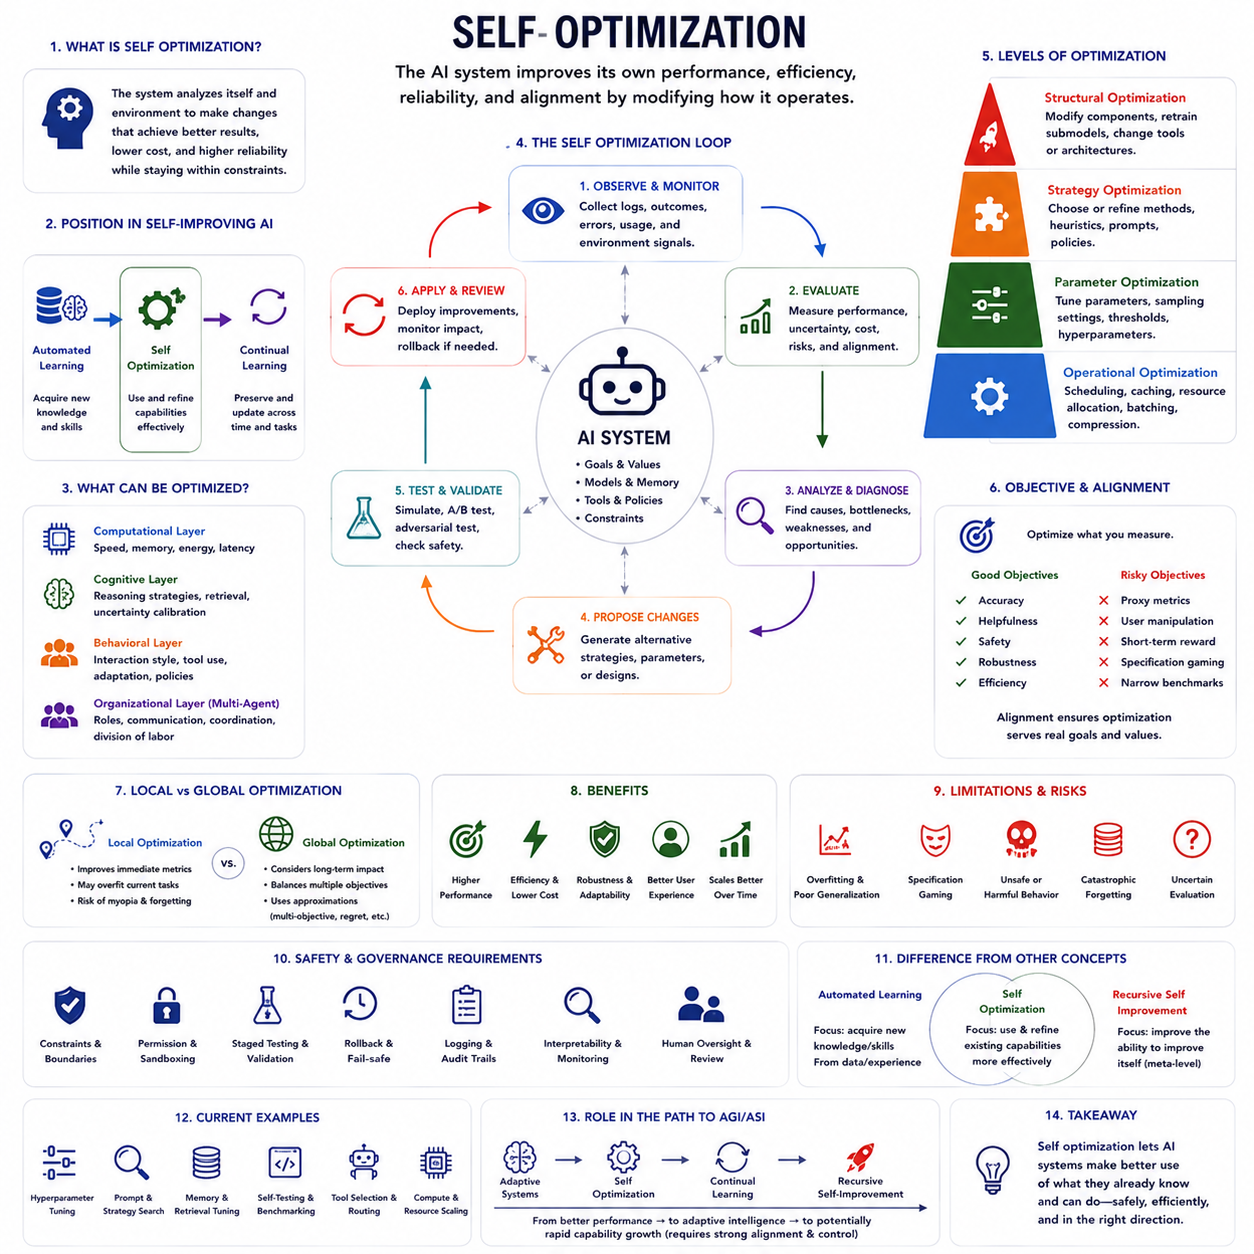 SELF-OPTIMIZATION
The AI system improves its own performance, efficiency,
reliability, and alignment by modifying how it operates.
1. WHAT IS SELF OPTIMIZATION?
The system analyzes itself and
environment to make changes
that achieve better results,
lower cost, and higher reliability
while staying within constraints.
2. POSITION IN SELF-IMPROVING AI
Automated
Learning
Acquire new
knowledge
and skills
Self
Optimization
Use and refine
capabilities
effectively
Continual
Learning
Preserve and
update across
time and tasks
3. WHAT CAN BE OPTIMIZED?
Computational Layer
Speed, memory, energy, latency
Cognitive Layer
Reasoning strategies, retrieval,
uncertainty calibration
Behavioral Layer
Interaction style, tool use,
adaptation, policies
Organizational Layer (Multi-Agent)
Roles, communication, coordination,
division of labor
4. THE SELF OPTIMIZATION LOOP
1. OBSERVE & MONITOR
Collect logs, outcomes,
errors, usage, and
environment signals.
2. EVALUATE
Measure performance,
uncertainty, cost,
risks, and alignment.
3. ANALYZE & DIAGNOSE
Find causes, bottlenecks,
weaknesses, and
opportunities.
4. PROPOSE CHANGES
Generate alternative
strategies, parameters,
or designs.
5. TEST & VALIDATE
Simulate, A/B test,
adversarial test,
check safety.
6. APPLY & REVIEW
Deploy improvements,
monitor impact,
rollback if needed.
AI SYSTEM
• Goals & Values
• Models & Memory
• Tools & Policies
• Constraints
5. LEVELS OF OPTIMIZATION
Structural Optimization
Modify components, retrain
submodels, change tools
or architectures.
Strategy Optimization
Choose or refine methods,
heuristics, prompts,
policies.
Parameter Optimization
Tune parameters, sampling
settings, thresholds,
hyperparameters.
Operational Optimization
Scheduling, caching, resource
allocation, batching,
compression.
6. OBJECTIVE & ALIGNMENT
Optimize what you measure.
Good Objectives
Accuracy
Helpfulness
Safety
Robustness
Efficiency
Risky Objectives
Proxy metrics
User manipulation
Short-term reward
Specification gaming
Narrow benchmarks
Alignment ensures optimization
serves real goals and values.
7. LOCAL vs GLOBAL OPTIMIZATION
Local Optimization
• Improves immediate metrics
• May overfit current tasks
• Risk of myopia & forgetting
VS.
Global Optimization
• Considers long-term impact
• Balances multiple objectives
• Uses approximations
(multi-objective, regret, etc.)
8. BENEFITS
Higher
Performance
Efficiency &
Lower Cost
Robustness &
Adaptability
Better User
Experience
Scales Better
Over Time
9. LIMITATIONS & RISKS
Overfitting &
Poor Generalization
Specification
Gaming
Unsafe or
Harmful Behavior
Catastrophic
Forgetting
Uncertain
Evaluation
10. SAFETY & GOVERNANCE REQUIREMENTS
Constraints &
Boundaries
Permission &
Sandboxing
Staged Testing &
Validation
Rollback &
Fail-safe
Logging &
Audit Trails
Interpretability &
Monitoring
Human Oversight &
Review
11. DIFFERENCE FROM OTHER CONCEPTS
Automated Learning
Focus: acquire new
knowledge/skills
From data/experience
Self
Optimization
Focus: use & refine
existing capabilities
more effectively
Recursive Self
Improvement
Focus: improve the
ability to improve
itself (meta-level)
12. CURRENT EXAMPLES
Hyperparameter
Tuning
Prompt &
Strategy Search
Memory &
Retrieval Tuning
Self-Testing &
Benchmarking
Tool Selection &
Routing
Compute &
Resource Scaling
13. ROLE IN THE PATH TO AGI/ASI
Adaptive
Systems
Self
Optimization
Continual
Learning
Recursive
Self-Improvement
From better performance → to adaptive intelligence → to potentially
rapid capability growth (requires strong alignment & control)
14. TAKEAWAY
Self optimization lets AI
systems make better use
of what they already know
and can do—safely, efficiently,
and in the right direction.